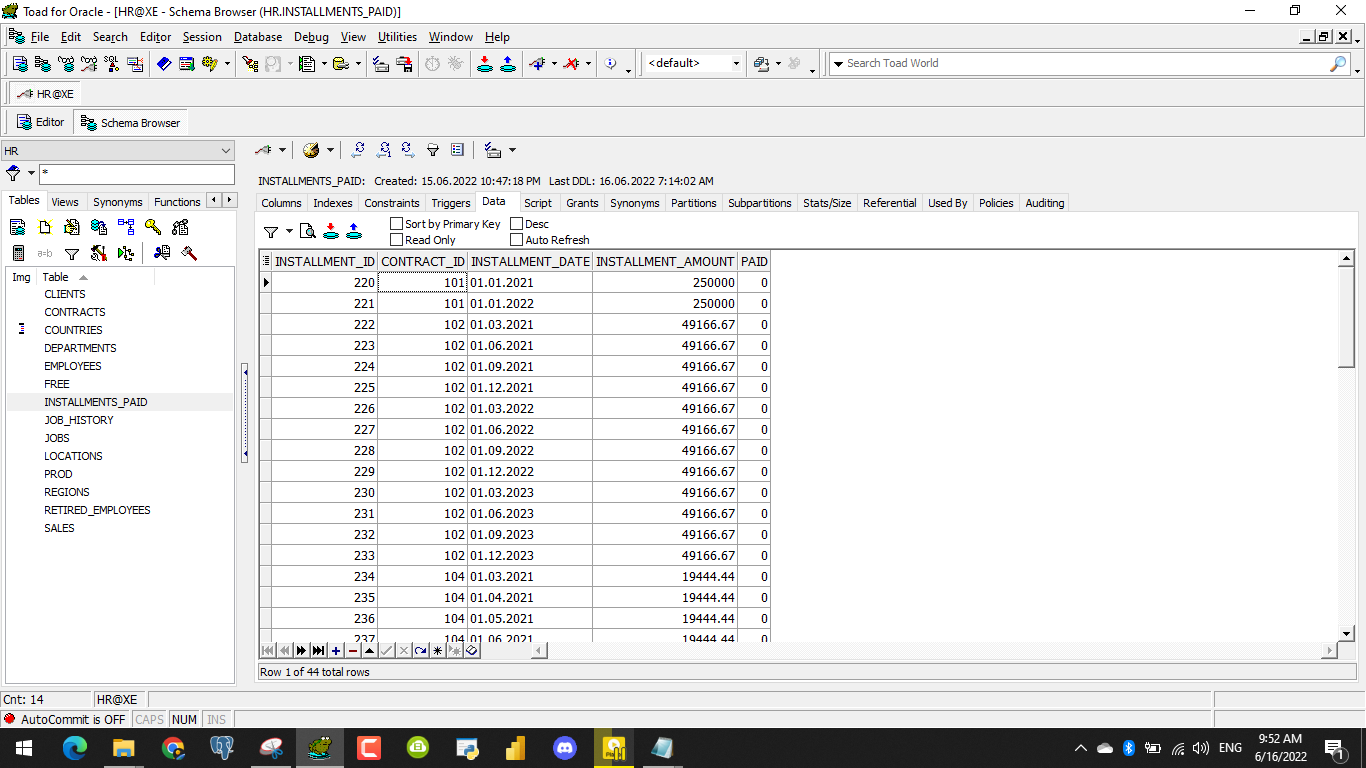 Toad for Oracle - [HR@XE - Schema Browser (HR.INSTALLMENTS_PAID)]
File Edit Search Editor Session Database Debug View Utilities Window Help
SQL <default> Search Toad World
HR@XE
Editor Schema Browser
HR
*
INSTALLMENTS_PAID: Created: 15.06.2022 10:47:18 PM Last DDL: 16.06.2022 7:14:02 AM
Tables Views Synonyms Functions
Columns Indexes Constraints Triggers Data Script Grants Synonyms Partitions Subpartitions Stats/Size Referential Used By Policies Auditing
Sort by Primary Key Desc
Read Only Auto Refresh
Img Table
CLIENTS
CONTRACTS
COUNTRIES
DEPARTMENTS
EMPLOYEES
FREE
INSTALLMENTS_PAID
JOB_HISTORY
JOBS
LOCATIONS
PROD
REGIONS
RETIRED_EMPLOYEES
SALES
INSTALLMENT_ID CONTRACT_ID INSTALLMENT_DATE INSTALLMENT_AMOUNT PAID
220 101 01.01.2021 250000 0
221 101 01.01.2022 250000 0
222 102 01.03.2021 49166.67 0
223 102 01.06.2021 49166.67 0
224 102 01.09.2021 49166.67 0
225 102 01.12.2021 49166.67 0
226 102 01.03.2022 49166.67 0
227 102 01.06.2022 49166.67 0
228 102 01.09.2022 49166.67 0
229 102 01.12.2022 49166.67 0
230 102 01.03.2023 49166.67 0
231 102 01.06.2023 49166.67 0
232 102 01.09.2023 49166.67 0
233 102 01.12.2023 49166.67 0
234 104 01.03.2021 19444.44 0
235 104 01.04.2021 19444.44 0
236 104 01.05.2021 19444.44 0
237 104 01.06.2021 19444.44 0
Row 1 of 44 total rows
Cnt: 14 HR@XE
AutoCommit is OFF CAPS NUM INS
ENG
9:52 AM
6/16/2022
1